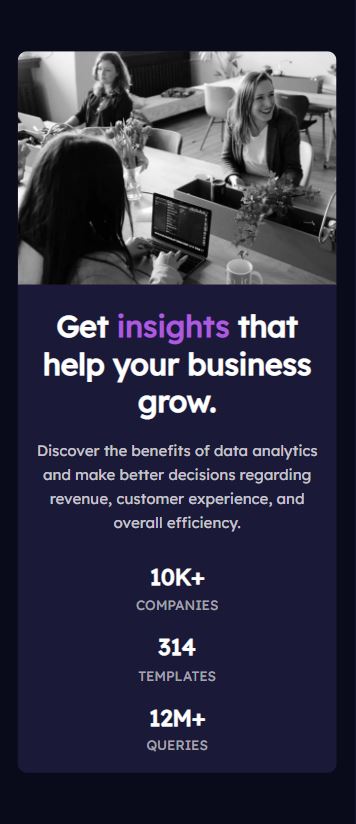 Get insights that
help your business
grow.
Discover the benefits of data analytics
and make better decisions regarding
revenue, customer experience, and
overall efficiency.
10K+
COMPANIES
314
TEMPLATES
12M+
QUERIES